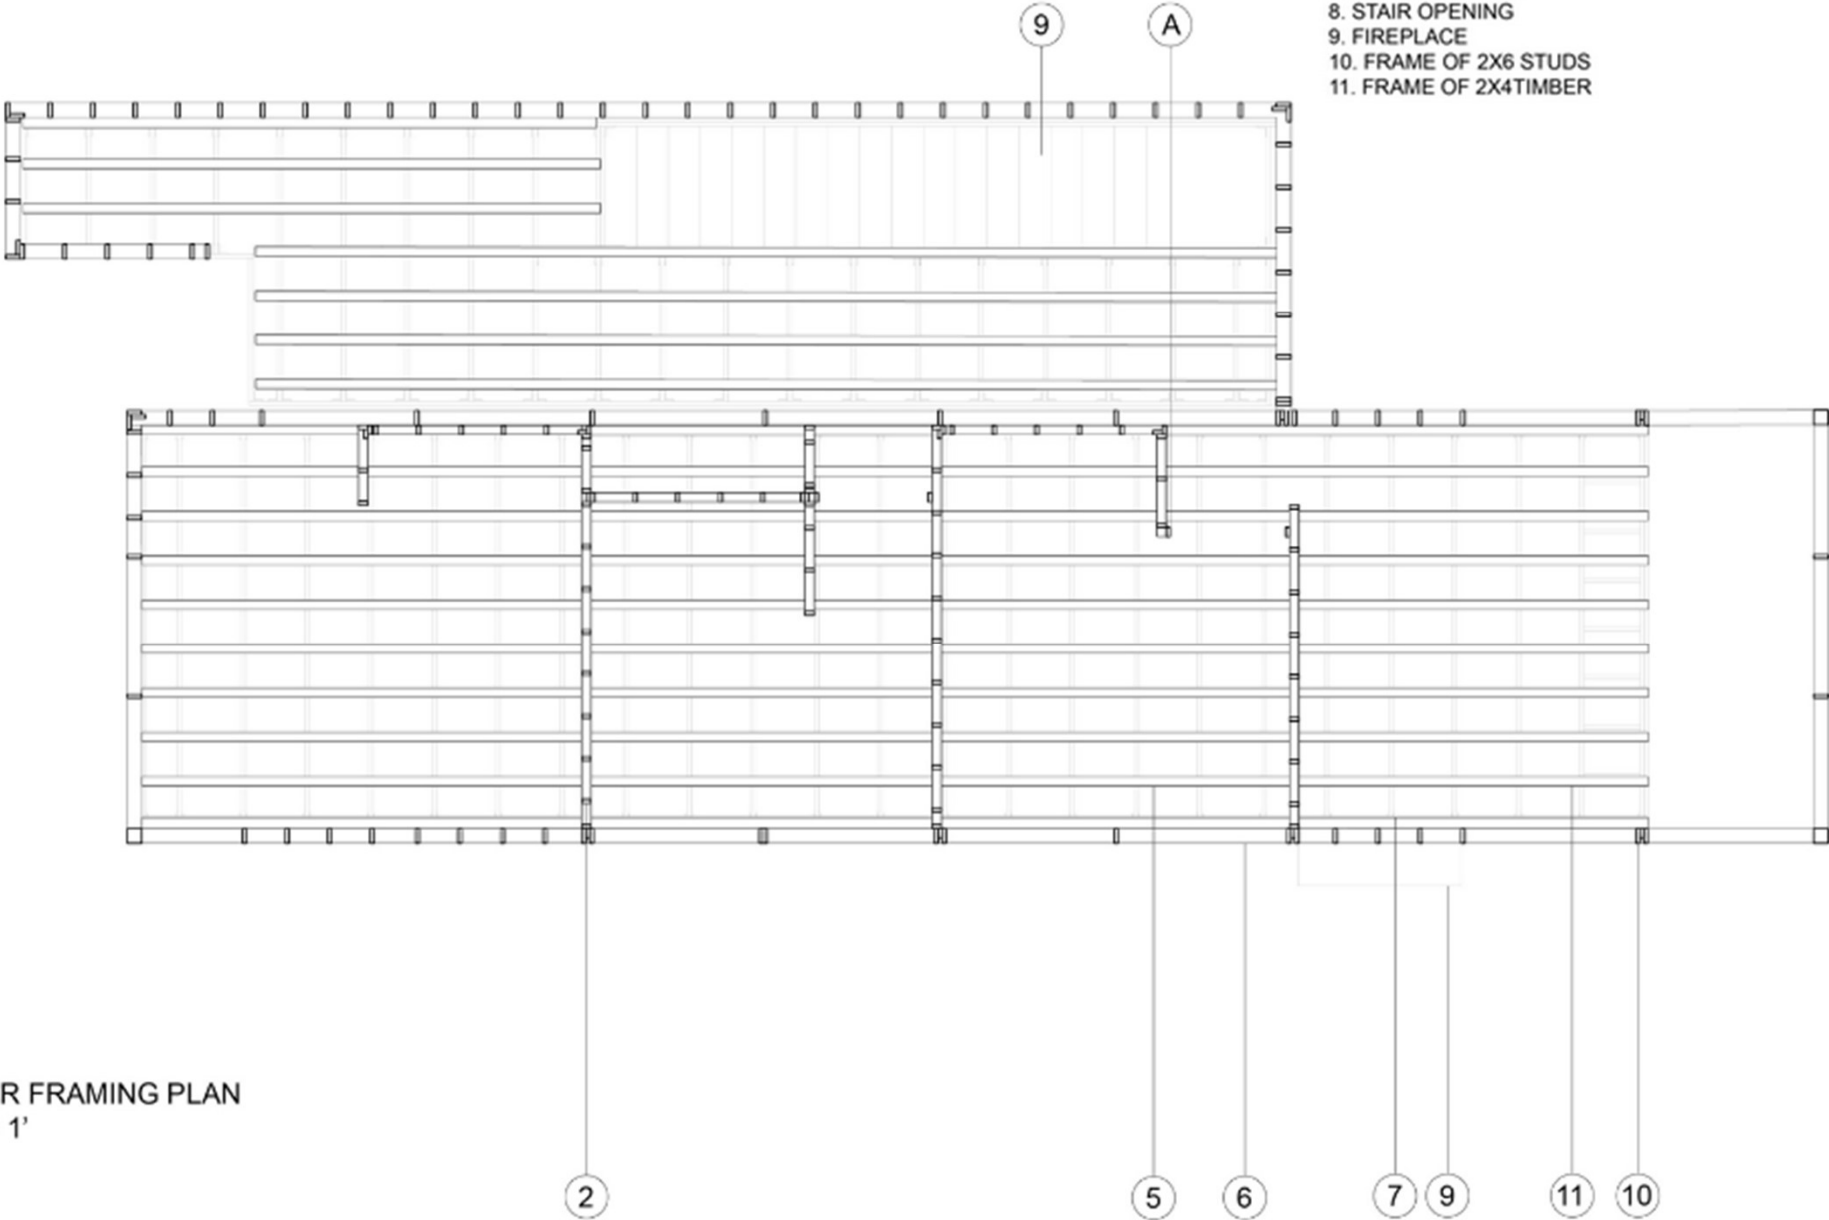 8. STAIR OPENING
9. FIREPLACE
10. FRAME OF 2X6 STUDS
11. FRAME OF 2X4TIMBER
9 A
R FRAMING PLAN
1’
2 5 6 7 9 11 10